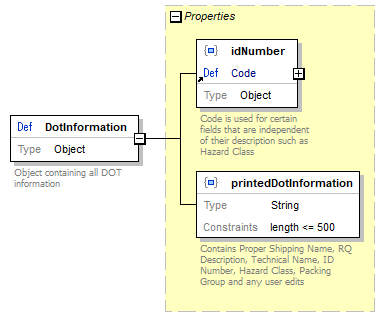 Properties
idNumber
Def Code
Type Object
Code is used for certain
fields that are independent
of their description such as
Hazard Class
Def DotInformation
Type Object
Object containing all DOT
information
printedDotInformation
Type String
Constraints length <= 500
Contains Proper Shipping Name, RQ
Description, Technical Name, ID
Number, Hazard Class, Packing
Group and any user edits